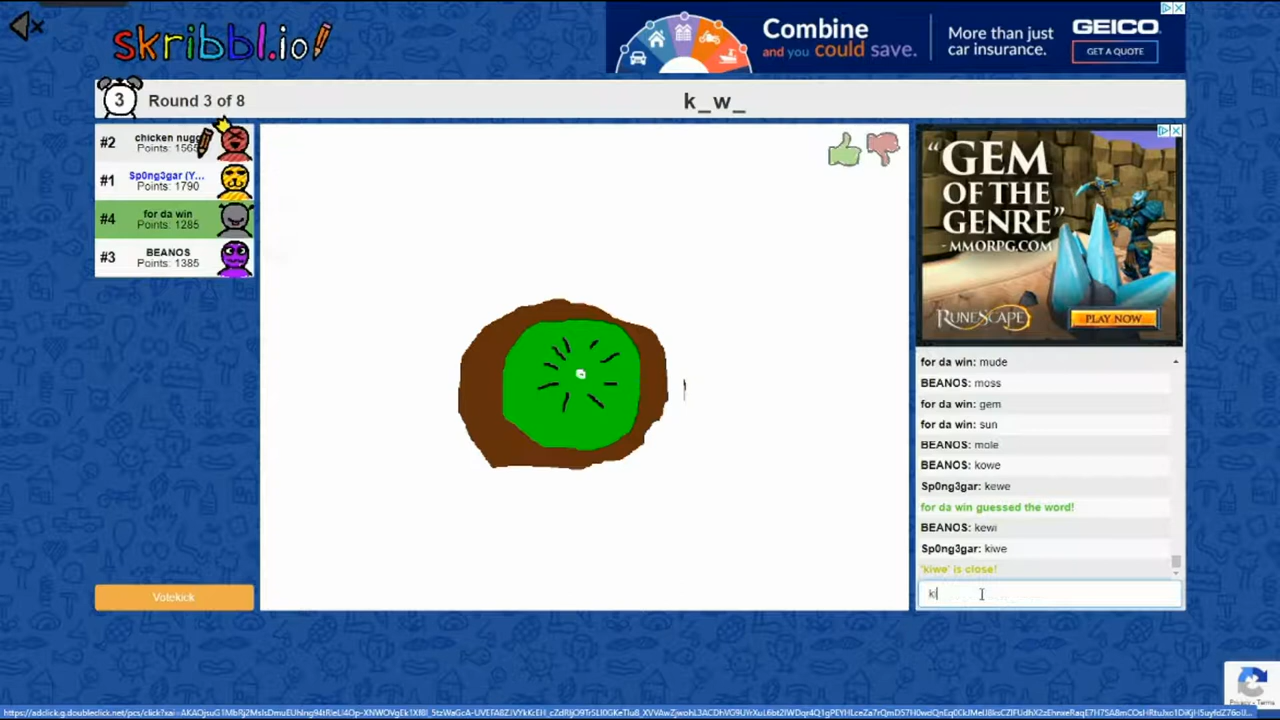 skribbl.io
Combine
and you could save.
More than just
car insurance.
GEICO
GET A QUOTE
3
Round 3 of 8
k_w_
#2
chicken nugg
Points: 1565
#1
Sp0ng3gar (Y...
Points: 1790
#4
for da win
Points: 1285
#3
BEANOS
Points: 1385
"GEM
OF THE
GENRE"
- MMORPG.COM
RUNESCAPE
PLAY NOW
for da win: mude
BEANOS: moss
for da win: gem
for da win: sun
BEANOS: mole
BEANOS: kowe
Sp0ng3gar: kewe
for da win guessed the word!
BEANOS: kewi
Sp0ng3gar: kiwe
'kiwe' is close!
ki
Votekick
Privacy - Terms